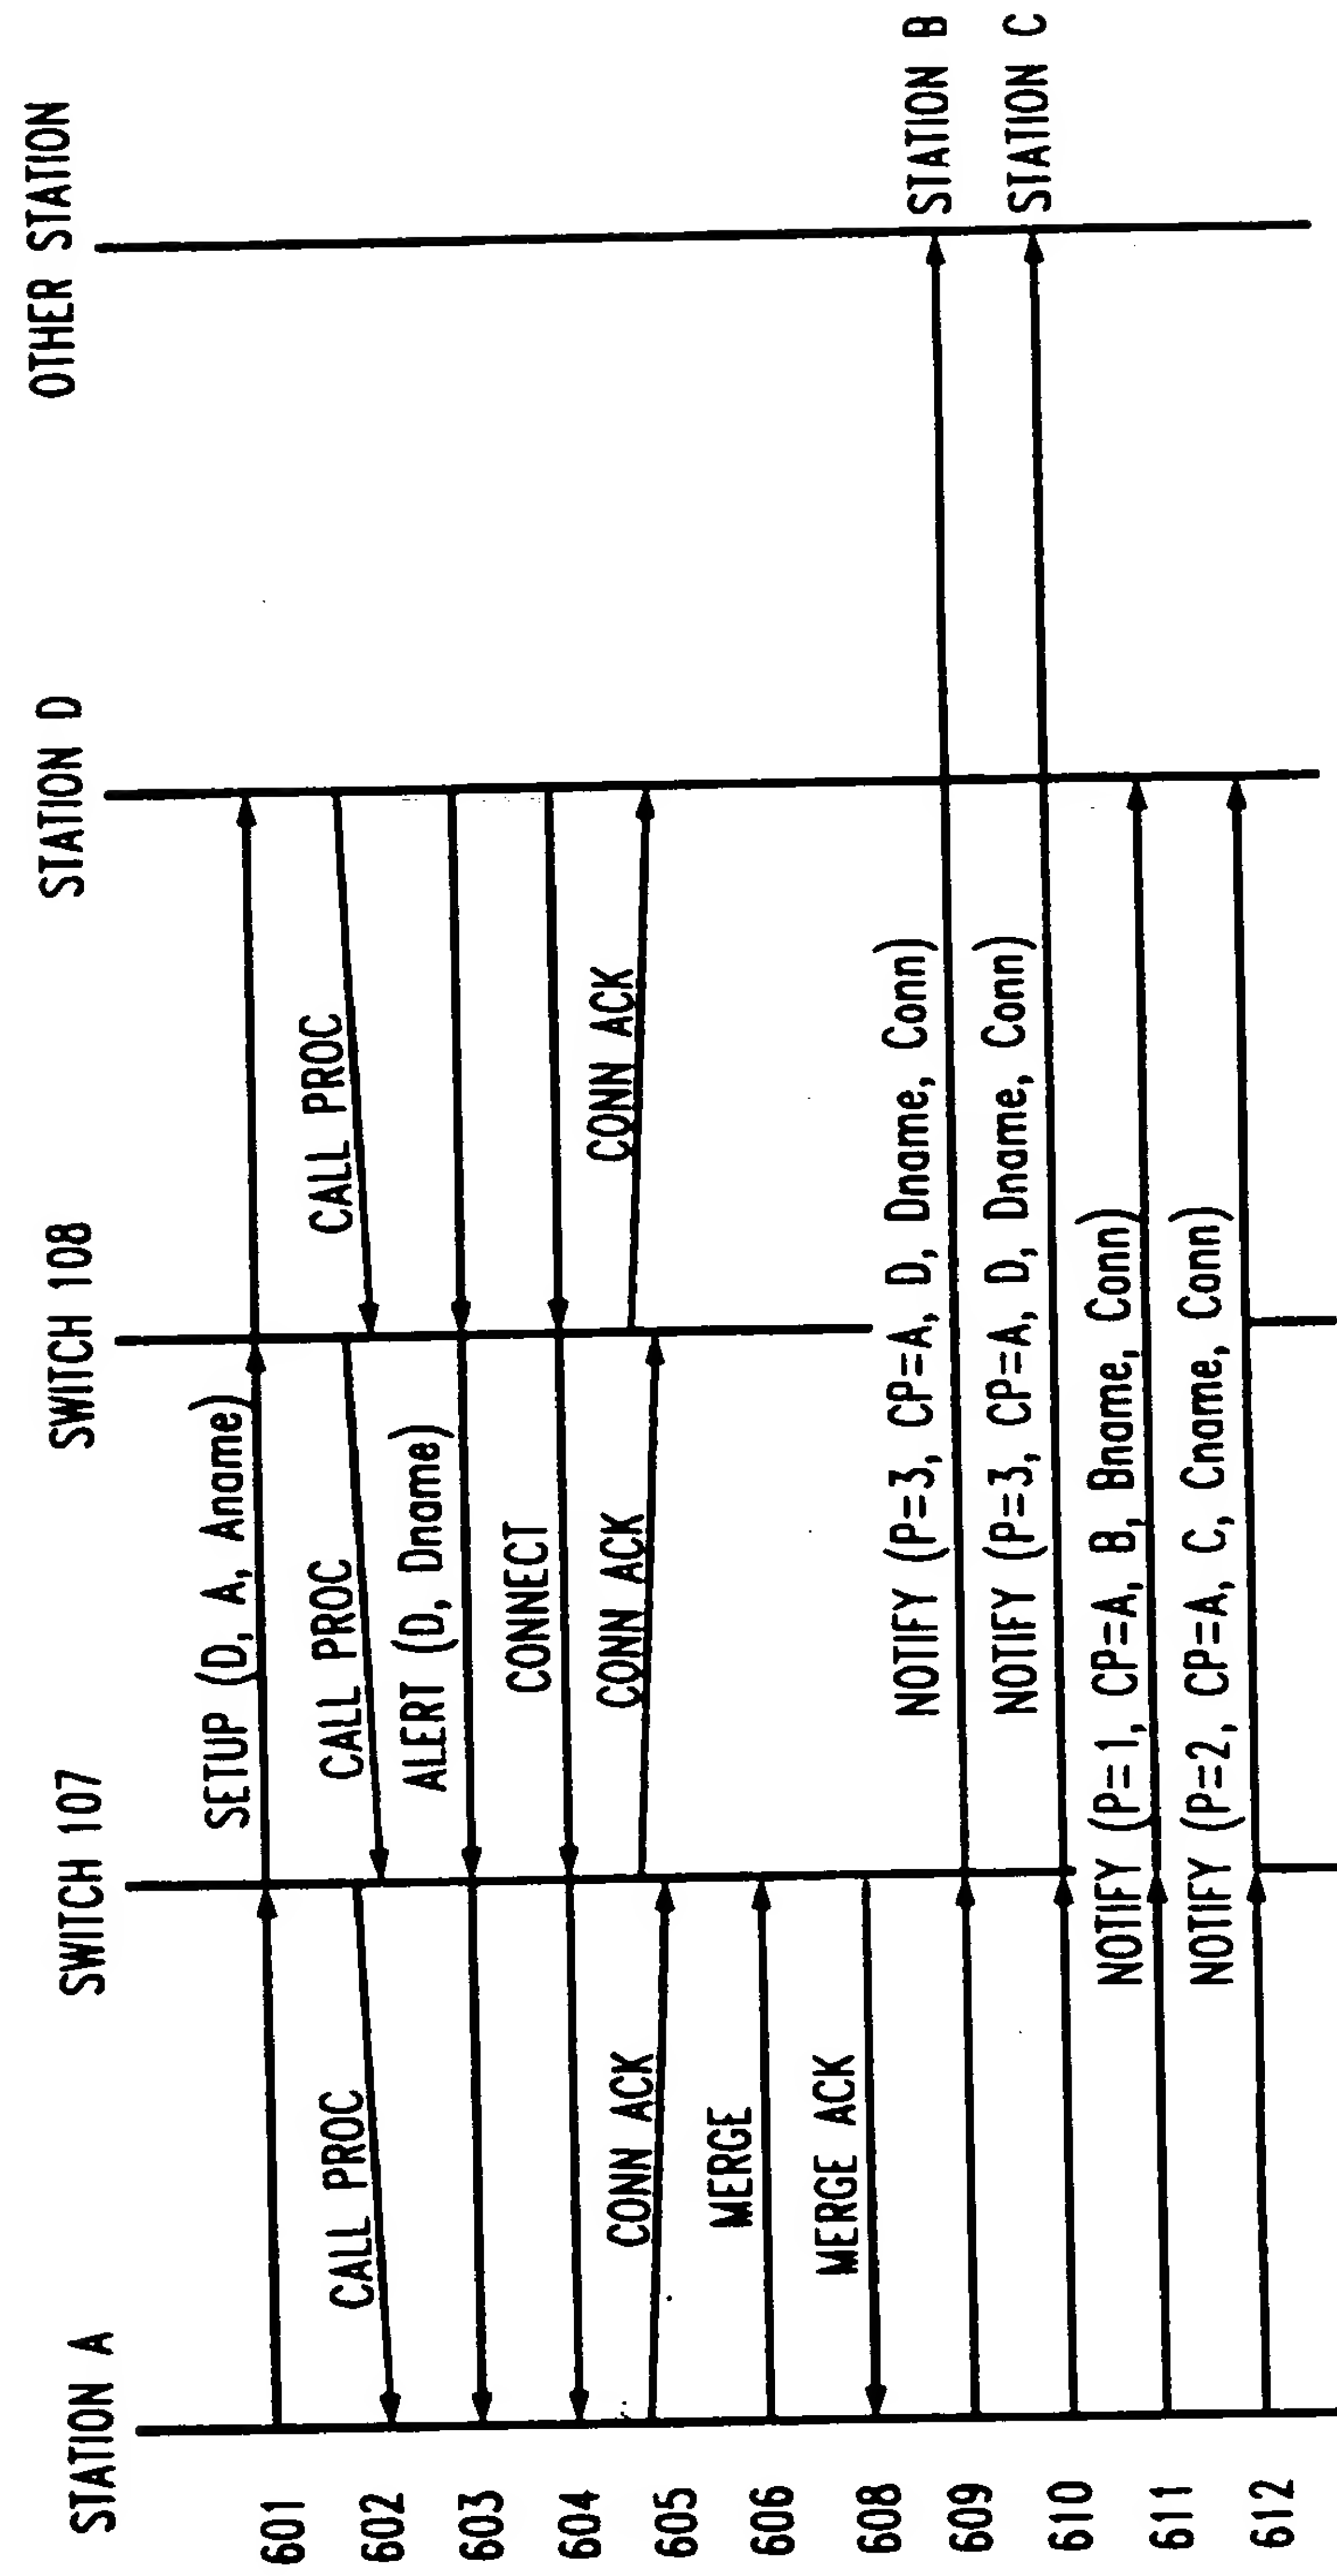 STATION A
SWITCH 107
SWITCH 108
STATION D
OTHER STATION
601
SETUP (D, A, Aname)
602
CALL PROC
CALL PROC
CALL PROC
603
ALERT (D, Dname)
604
CONNECT
605
CONN ACK
CONN ACK
CONN ACK
606
MERGE
608
MERGE ACK
609
NOTIFY (P=3, CP=A, D, Dname, Conn)
STATION B
610
NOTIFY (P=3, CP=A, D, Dname, Conn)
STATION C
611
NOTIFY (P=1, CP=A, B, Bname, Conn)
612
NOTIFY (P=2, CP=A, C, Cname, Conn)